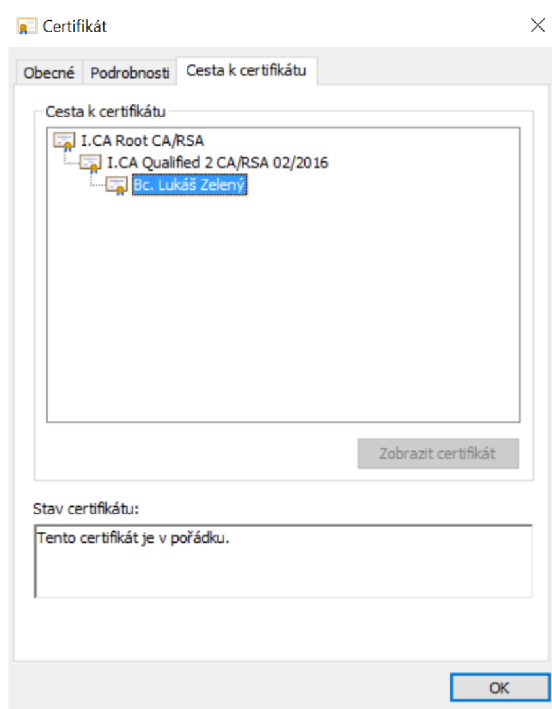 Certifikát
Obecné Podrobnosti Cesta k certifikátu
Cesta k certifikátu
I.CA Root CA/RSA
I.CA Qualified 2 CA/RSA 02/2016
Bc. Lukáš Zelený
Zobrazit certifikát
Stav certifikátu:
Tento certifikát je v pořádku.
OK